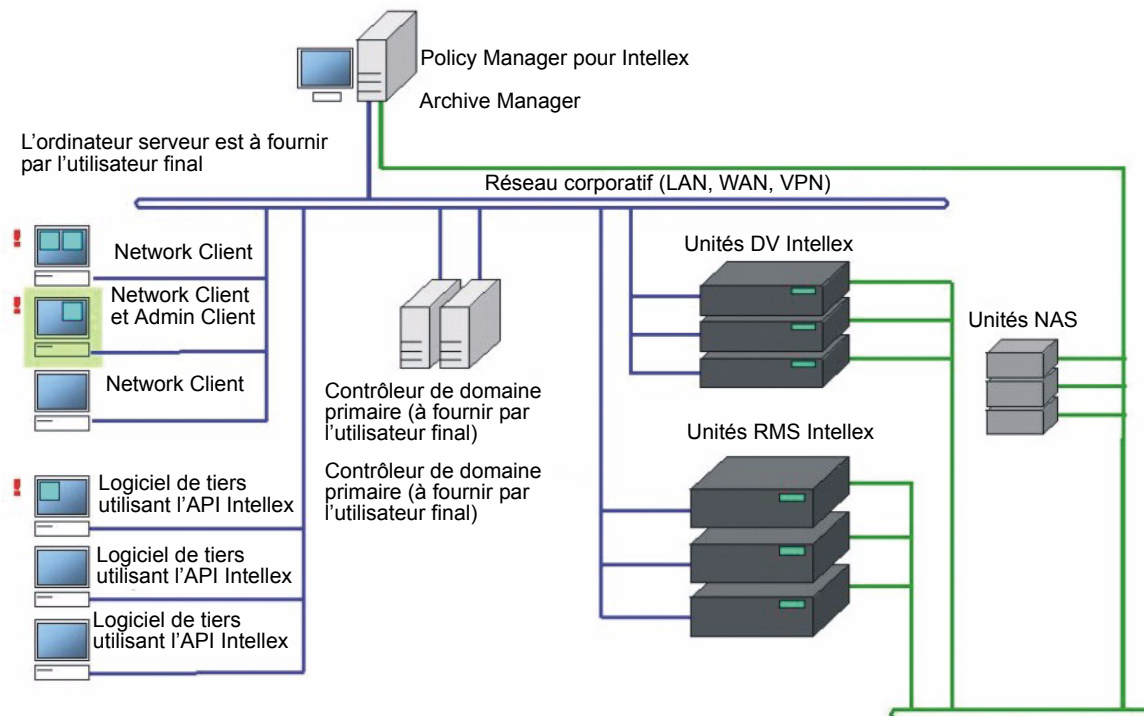 Policy Manager pour Intellex
Archive Manager
L'ordinateur serveur est à fournir
par l'utilisateur final
Réseau corporatif (LAN, WAN, VPN)
! Network Client
! Network Client
et Admin Client
Network Client
! Logiciel de tiers
utilisant l'API Intellex
Logiciel de tiers
utilisant l'API Intellex
Logiciel de tiers
utilisant l'API Intellex
Contrôleur de domaine
primaire (à fournir par
l'utilisateur final)
Contrôleur de domaine
primaire (à fournir par
l'utilisateur final)
Unités DV Intellex
Unités RMS Intellex
Unités NAS